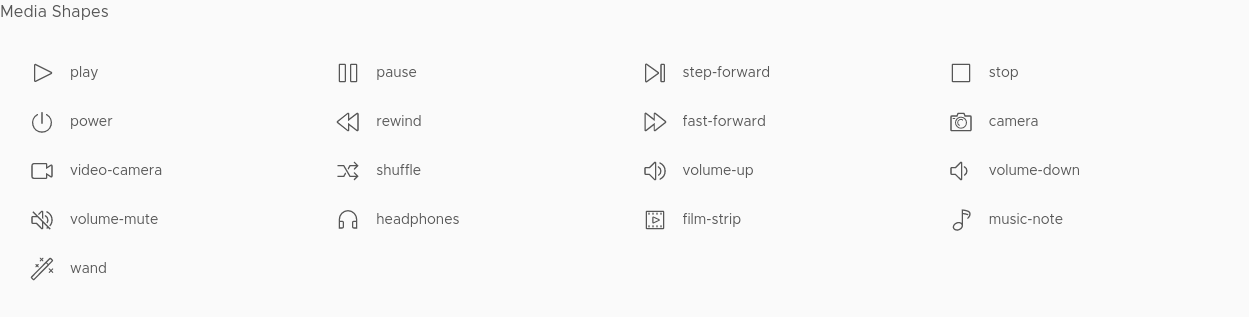 Media Shapes
play pause step-forward stop
power rewind fast-forward camera
video-camera shuffle volume-up volume-down
volume-mute headphones film-strip music-note
wand